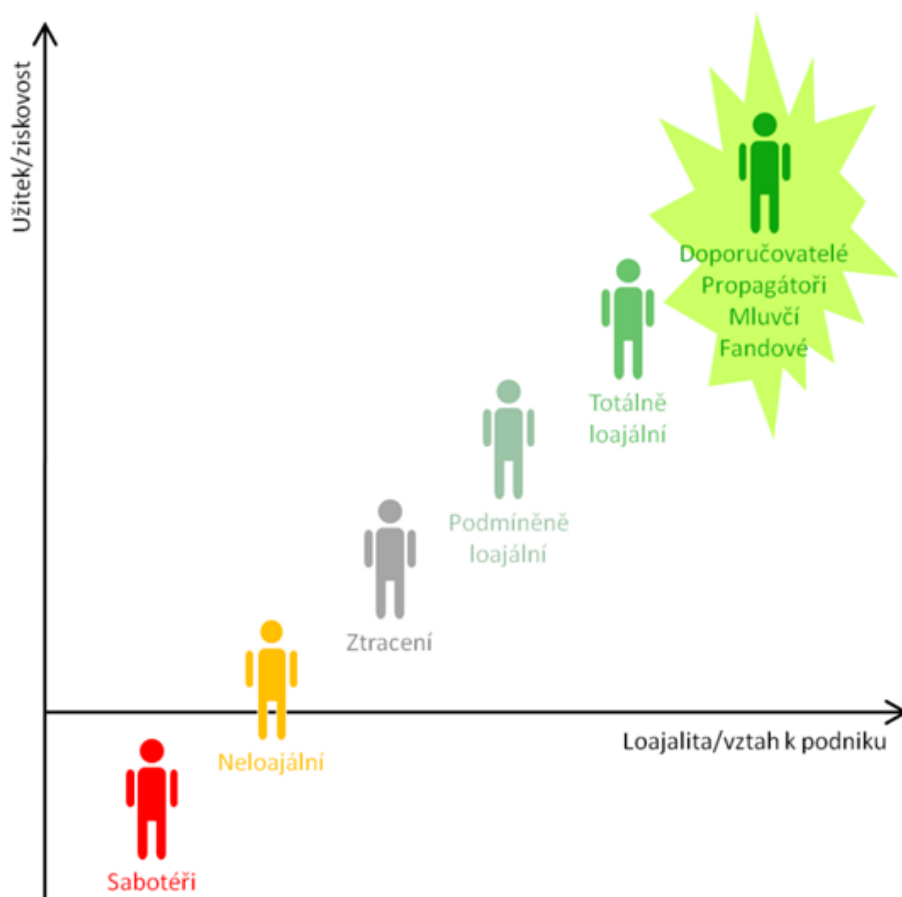 Užitek/ziskovost
Doporučovatelé
Propagátoři
Mluvčí
Fandové
Totálně
loajální
Podmíněně
loajální
Ztracení
Neloajální
Loajalita/vztah k podniku
Sabotéři